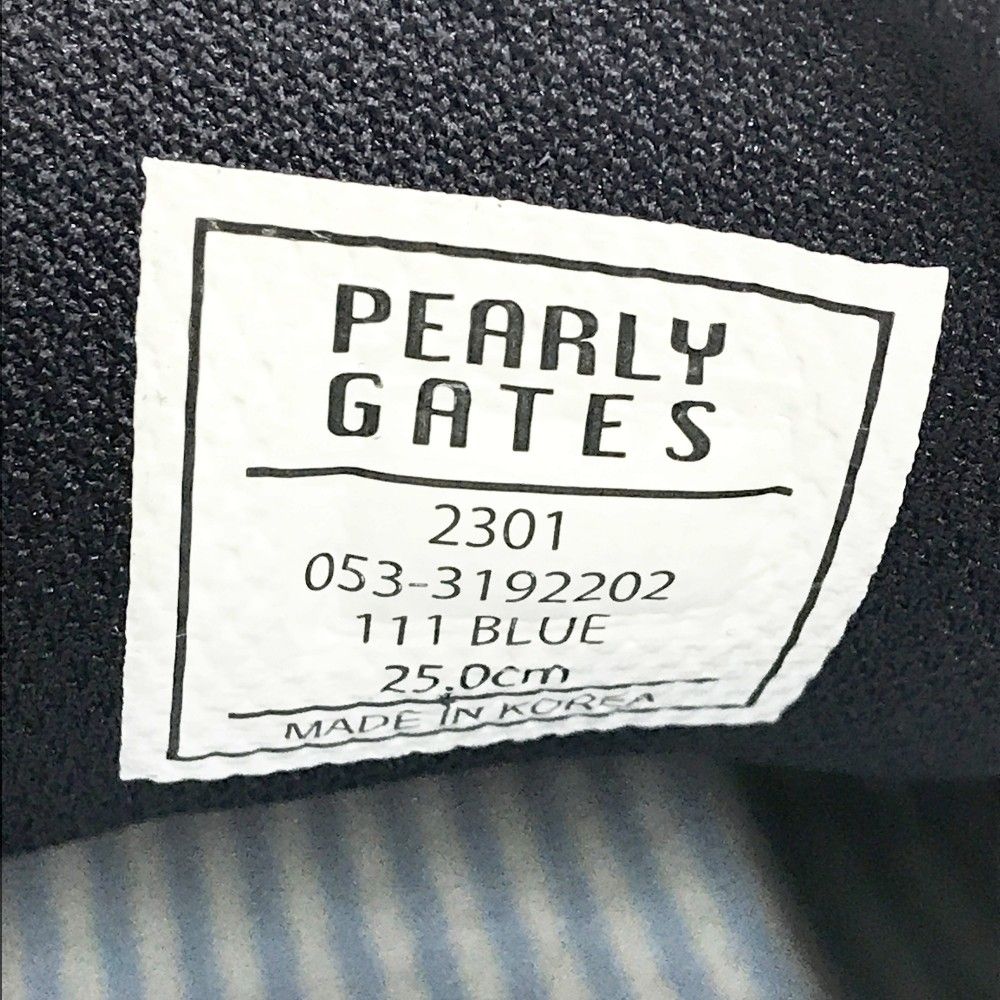 PEARLY
GATES
2301
053-3192202
111 BLUE
25.0cm
MADE IN KOREA